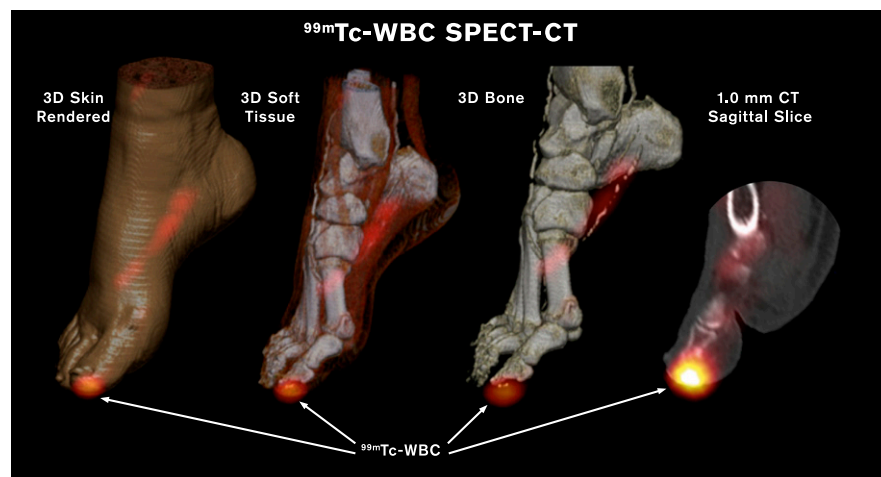 ⁹⁹ᵐTc-WBC SPECT-CT
3D Skin
Rendered
3D Soft
Tissue
3D Bone
1.0 mm CT
Sagittal Slice
⁹⁹ᵐTc-WBC